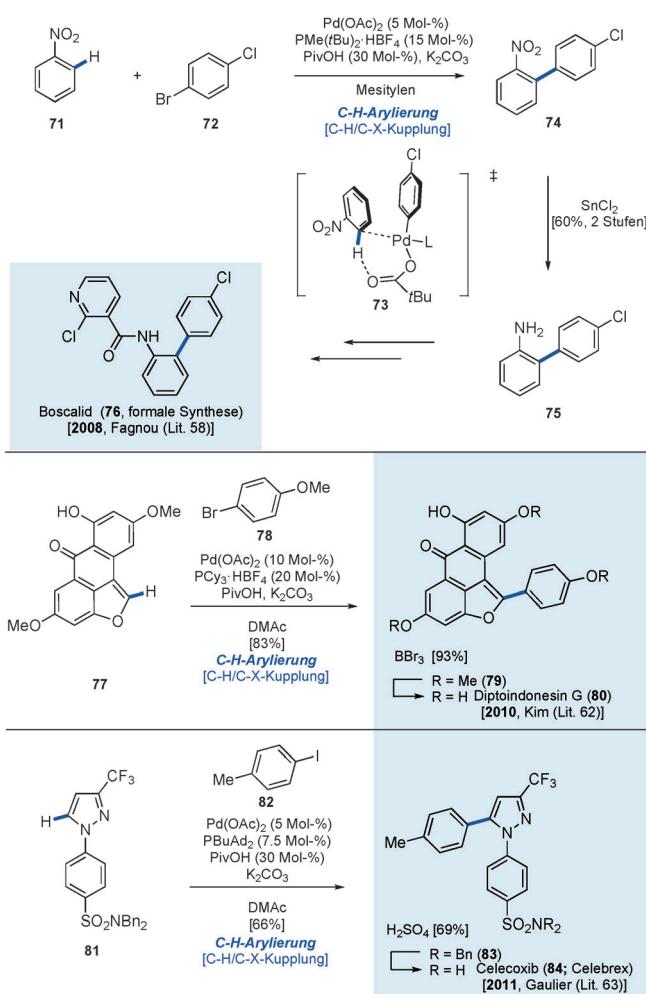 Pd(OAc)2 (5 Mol-%)
PMe(tBu)2·HBF4 (15 Mol-%)
PivOH (30 Mol-%), K2CO3
NO2
H
71
+
Cl
Br
72
Mesitylen
C-H-Arylierung
[C-H/C-X-Kupplung]
NO2
Cl
74
Cl
‡
O2N
Pd
L
H
O
O
tBu
73
SnCl2
[60%, 2 Stufen]
N
Cl
O
NH
Cl
Boscalid (76, formale Synthese)
[2008, Fagnou (Lit. 58)]
NH2
Cl
75
HO
OMe
O
H
MeO
O
77
OMe
Br
78
Pd(OAc)2 (10 Mol-%)
PCy3·HBF4 (20 Mol-%)
PivOH, K2CO3
DMAc
[83%]
C-H-Arylierung
[C-H/C-X-Kupplung]
HO
OR
O
OR
RO
O
BBr3 [93%]
R = Me (79)
R = H Diptoindonesin G (80)
[2010, Kim (Lit. 62)]
CF3
H
N
N
SO2NBn2
81
I
Me
82
Pd(OAc)2 (5 Mol-%)
PBuAd2 (7.5 Mol-%)
PivOH (30 Mol-%)
K2CO3
DMAc
[66%]
C-H-Arylierung
[C-H/C-X-Kupplung]
CF3
Me
N
N
SO2NR2
H2SO4 [69%]
R = Bn (83)
R = H Celecoxib (84; Celebrex)
[2011, Gaulier (Lit. 63)]